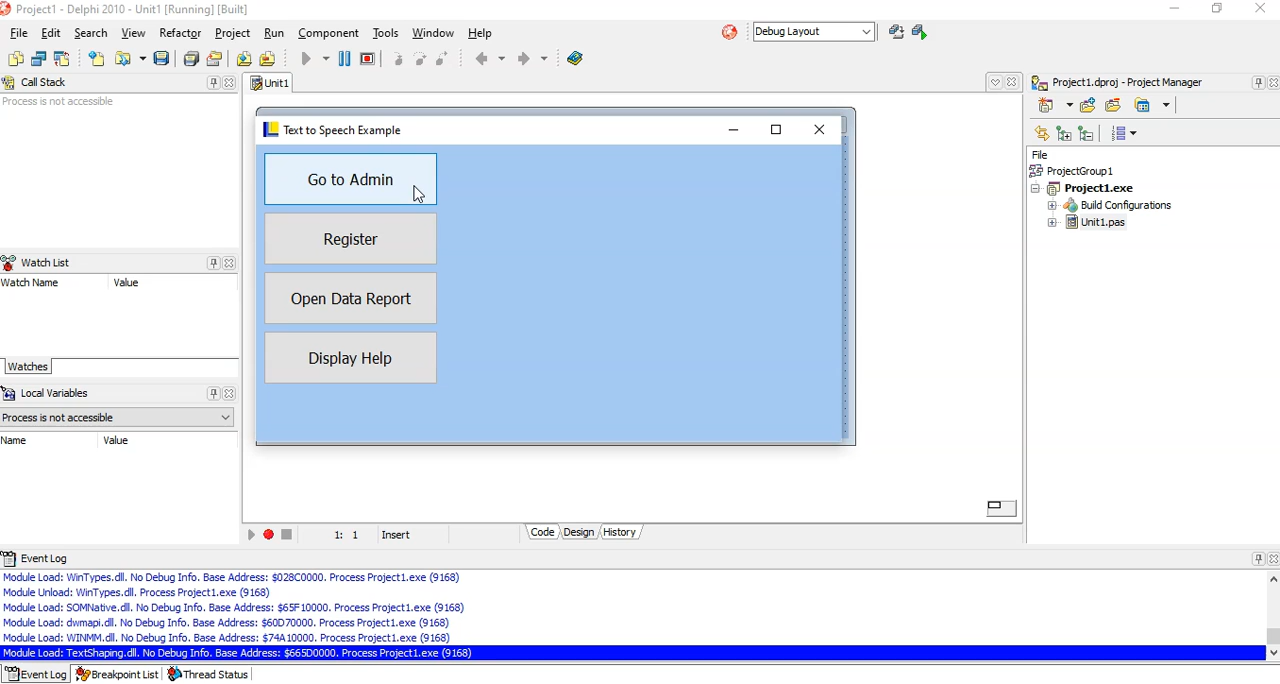 Project1 - Delphi 2010 - Unit1 [Running] [Built]
File Edit Search View Refactor Project Run Component Tools Window Help
Debug Layout
Call Stack
Process is not accessible
Unit1
Project1.dproj - Project Manager
Text to Speech Example
Go to Admin
Register
Open Data Report
Display Help
File
ProjectGroup1
Project1.exe
Build Configurations
Unit1.pas
Watch List
Watch Name Value
Watches
Local Variables
Process is not accessible
Name Value
1: 1 Insert Code Design History
Event Log
Module Load: WinTypes.dll. No Debug Info. Base Address: $028C0000. Process Project1.exe (9168)
Module Unload: WinTypes.dll. Process Project1.exe (9168)
Module Load: SOMNative.dll. No Debug Info. Base Address: $65F10000. Process Project1.exe (9168)
Module Load: dwmapi.dll. No Debug Info. Base Address: $60D70000. Process Project1.exe (9168)
Module Load: WINMM.dll. No Debug Info. Base Address: $74A10000. Process Project1.exe (9168)
Module Load: TextShaping.dll. No Debug Info. Base Address: $665D0000. Process Project1.exe (9168)
Event Log Breakpoint List Thread Status